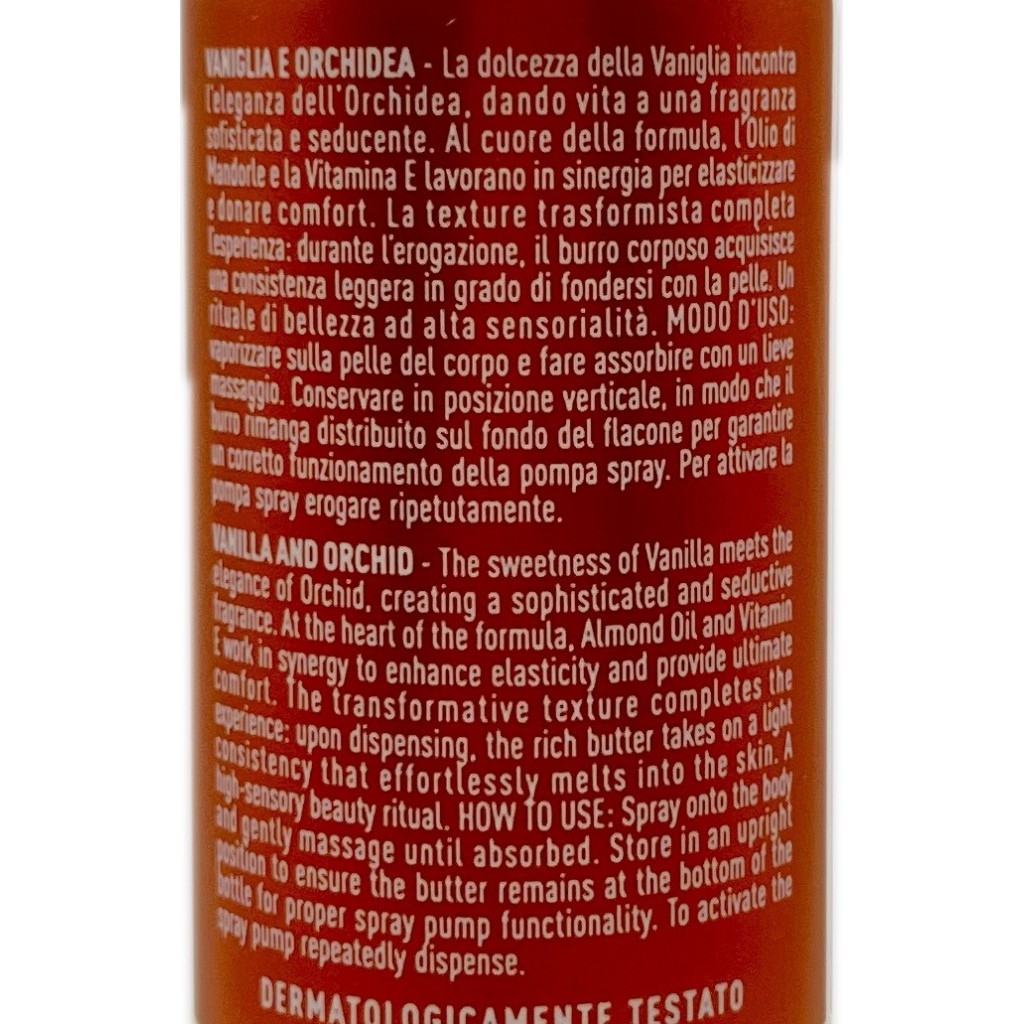 VANIGLIA E ORCHIDEA - La dolcezza della Vaniglia incontra
l'eleganza dell'Orchidea, dando vita a una fragranza
sofisticata e seducente. Al cuore della formula, l'Olio di
Mandorle e la Vitamina E lavorano in sinergia per elasticizzare
e donare comfort. La texture trasformista completa
l'esperienza: durante l'erogazione, il burro corposo acquisisce
una consistenza leggera in grado di fondersi con la pelle. Un
rituale di bellezza ad alta sensorialità. MODO D'USO:
vaporizzare sulla pelle del corpo e fare assorbire con un lieve
massaggio. Conservare in posizione verticale, in modo che il
burro rimanga distribuito sul fondo del flacone per garantire
un corretto funzionamento della pompa spray. Per attivare la
pompa spray erogare ripetutamente.
VANILLA AND ORCHID - The sweetness of Vanilla meets the
elegance of Orchid, creating a sophisticated and seductive
fragrance. At the heart of the formula, Almond Oil and Vitamin
E work in synergy to enhance elasticity and provide ultimate
comfort. The transformative texture completes the
experience: upon dispensing, the rich butter takes on a light
consistency that effortlessly melts into the skin. A
high-sensory beauty ritual. HOW TO USE: Spray onto the body
and gently massage until absorbed. Store in an upright
position to ensure the butter remains at the bottom of the
bottle for proper spray pump functionality. To activate the
spray pump repeatedly dispense.
DERMATOLOGICAMENTE TESTATO